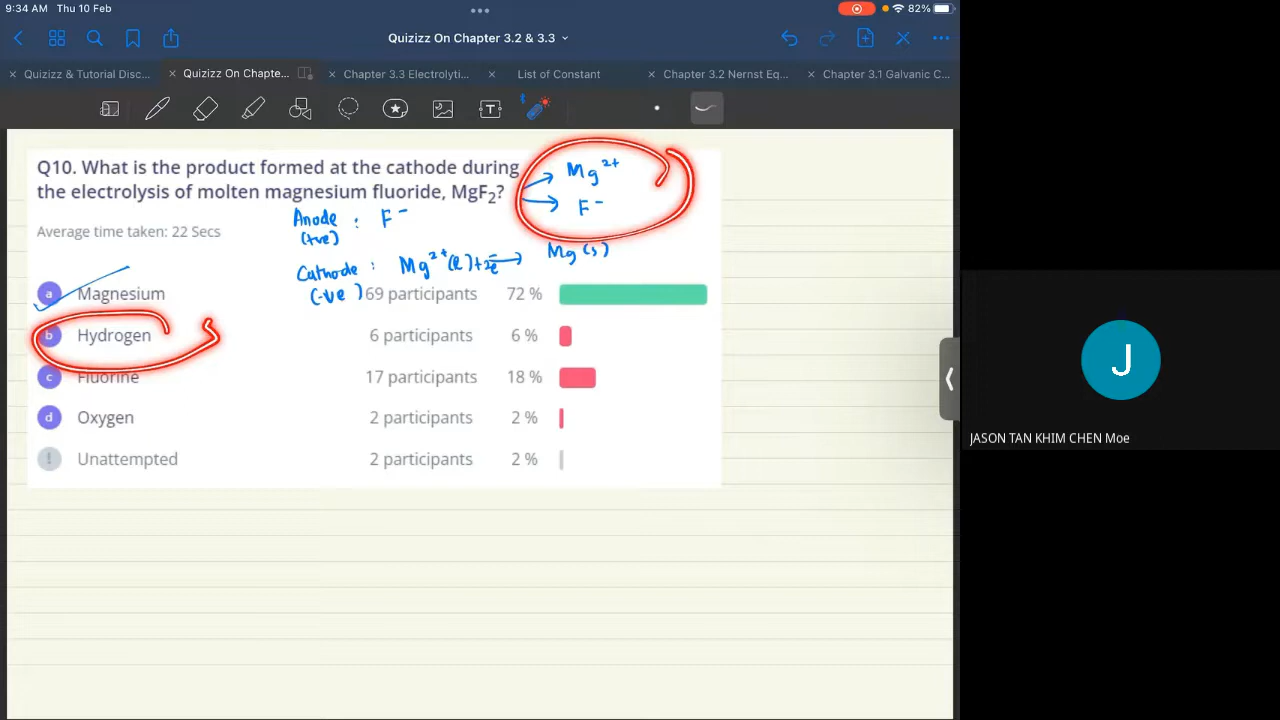 9:34 AM Thu 10 Feb
82%
Quizizz On Chapter 3.2 & 3.3
Quizizz & Tutorial Disc...
Quizizz On Chapte...
Chapter 3.3 Electrolyti...
List of Constant
Chapter 3.2 Nernst Eq...
Chapter 3.1 Galvanic C...
Q10. What is the product formed at the cathode during
the electrolysis of molten magnesium fluoride, MgF₂?
→ Mg²⁺
→ F⁻
Average time taken: 22 Secs
Anode : F⁻
(+ve)
Cathode : Mg²⁺(l)+2e⁻ → Mg(s)
(-ve)
a Magnesium 69 participants 72 %
b Hydrogen 6 participants 6 %
c Fluorine 17 participants 18 %
d Oxygen 2 participants 2 %
! Unattempted 2 participants 2 %
J
JASON TAN KHIM CHEN Moe